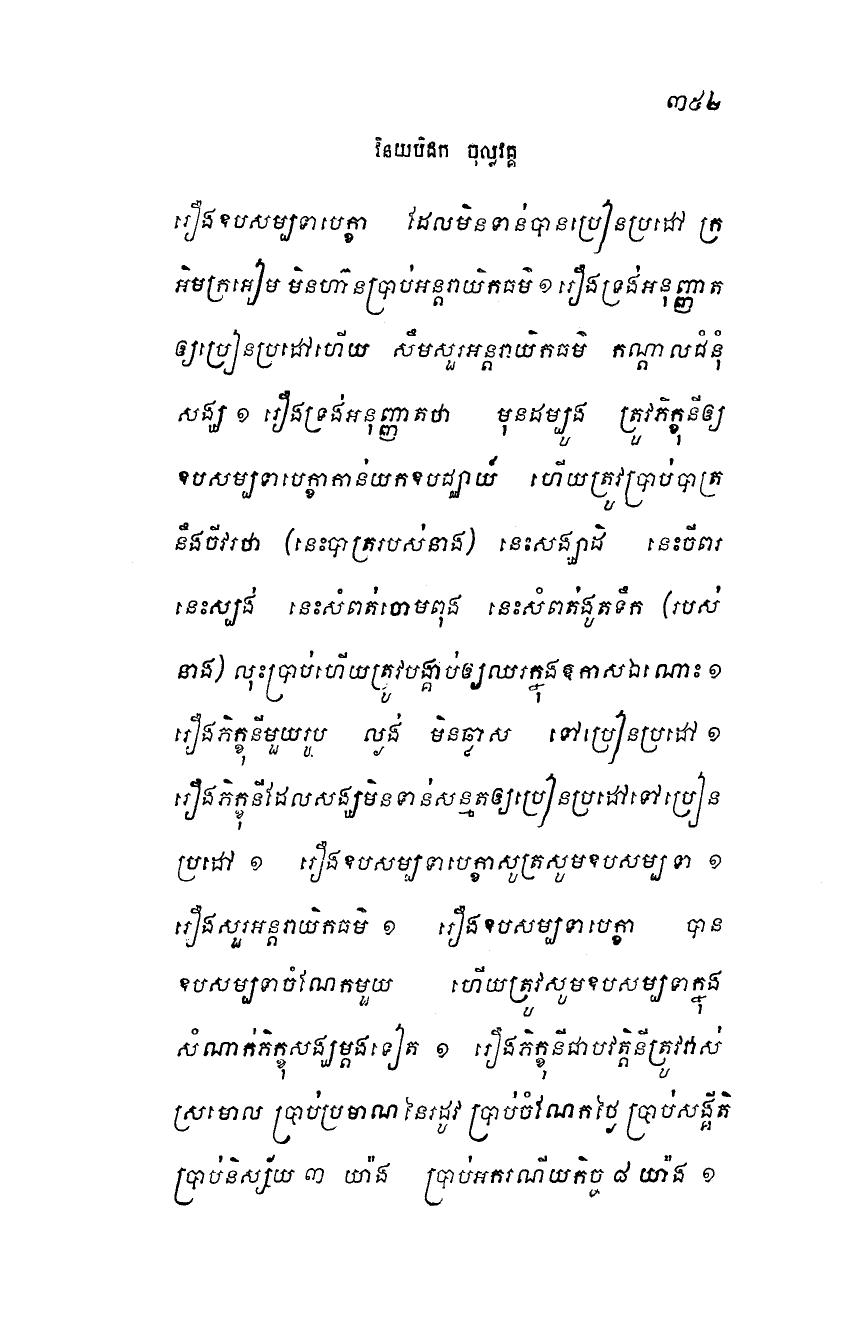 ៣៥២
វិនយបិដក ចុល្លវគ្គ
រឿងឧបសម្បទាបេក្ខា ដែលមិនទាន់បានប្រៀនប្រដៅ ក្រ
អិមក្រអៀម មិនហ៊ានប្រាប់អន្តរាយិកធម៌ ១ រឿងទ្រង់អនុញ្ញាត
ឲ្យប្រៀនប្រដៅហើយ សឹមសួរអន្តរាយិកធម៌ កណ្តាលជំនុំ
សង្ឃ ១ រឿងទ្រង់អនុញ្ញាតថា មុនដម្បូង ត្រូវភិក្ខុនីឲ្យ
ឧបសម្បទាបេក្ខាកាន់យកឧបជ្ឈាយ៍ ហើយត្រូវប្រាប់បាត្រ
នឹងចីវរថា (នេះបាត្ររបស់នាង) នេះសង្ឃាដិ នេះចីពរ
នេះស្បង់ នេះសំពត់ចោមពុង នេះសំពត់ងូតទឹក (របស់
នាង) លុះប្រាប់ហើយត្រូវបង្គាប់ឲ្យឈរក្នុងឱកាសឯណោះ ១
រឿងភិក្ខុនីមួយរូប ល្ងង់ មិនឆ្លាស ទៅប្រៀនប្រដៅ ១
រឿងភិក្ខុនីដែលសង្ឃមិនទាន់សន្មតឲ្យប្រៀនប្រដៅទៅប្រៀន
ប្រដៅ ១ រឿងឧបសម្បទាបេក្ខាសូត្រសូមឧបសម្បទា ១
រឿងសួរអន្តរាយិកធម៌ ១ រឿងឧបសម្បទាបេក្ខា បាន
ឧបសម្បទាចំណែកមួយ ហើយត្រូវសូមឧបសម្បទាក្នុង
សំណាក់ភិក្ខុសង្ឃម្តងទៀត ១ រឿងភិក្ខុនីជាបវត្តិនីត្រូវវាស់
ស្រមោល ប្រាប់ប្រមាណនៃរដូវ ប្រាប់ចំណែកថ្ងៃ ប្រាប់សង្គីតិ
ប្រាប់និស្ស័យ ៣ យ៉ាង ប្រាប់អករណីយកិច្ច ៨ យ៉ាង ១